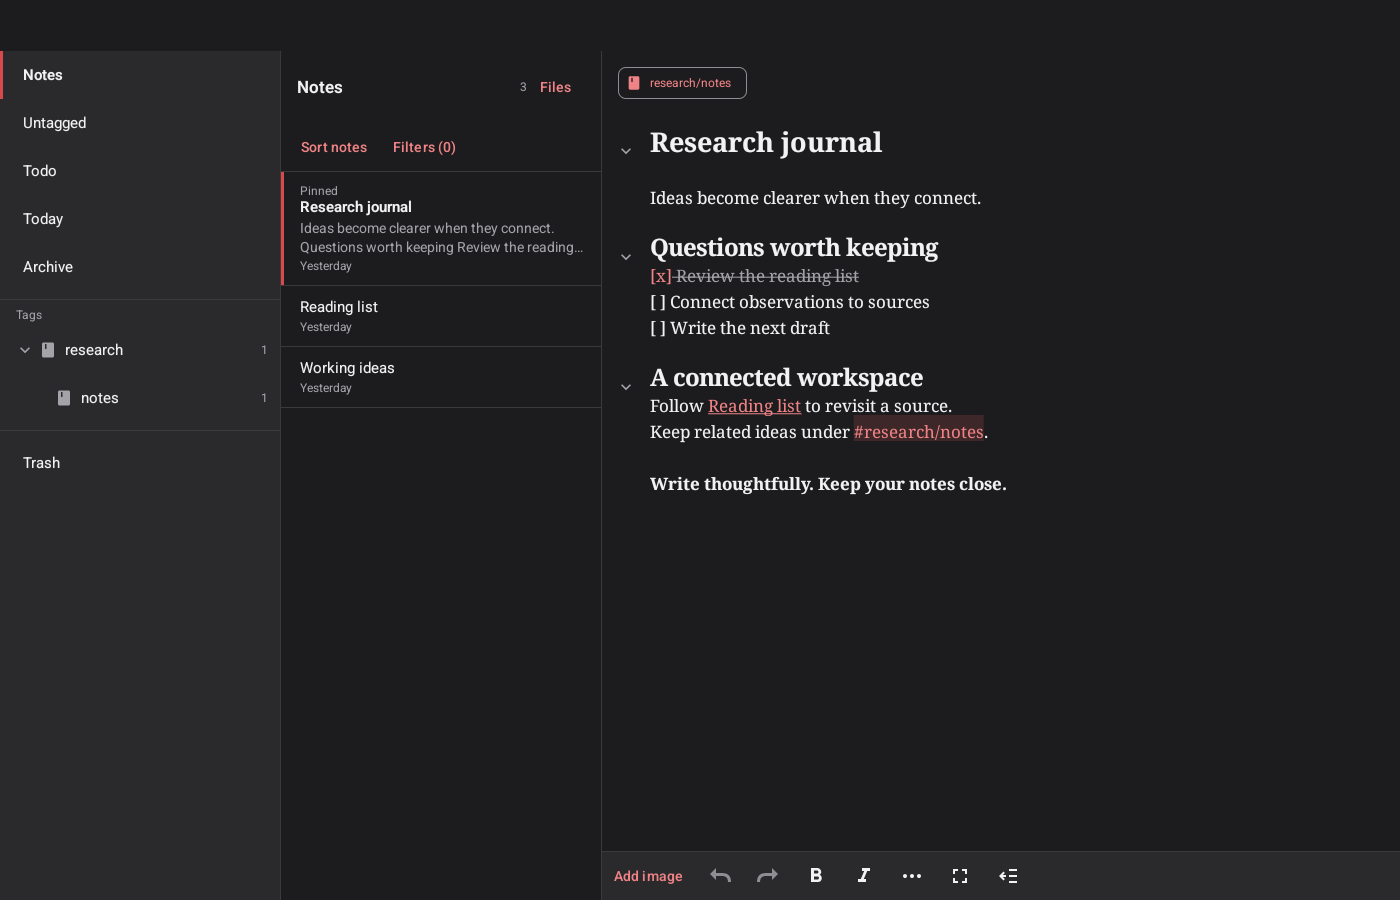 Notes
Untagged
Todo
Today
Archive
Tags
research 1
notes 1
Trash
Notes 3 Files
Sort notes Filters (0)
Pinned
Research journal
Ideas become clearer when they connect.
Questions worth keeping Review the reading...
Yesterday
Reading list
Yesterday
Working ideas
Yesterday
research/notes
Research journal
Ideas become clearer when they connect.
Questions worth keeping
[x] Review the reading list
[ ] Connect observations to sources
[ ] Write the next draft
A connected workspace
Follow Reading list to revisit a source.
Keep related ideas under #research/notes.
Write thoughtfully. Keep your notes close.
Add image B I